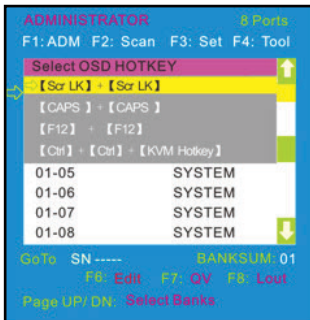 ADMINISTRATOR 8 Ports
F1: ADM F2: Scan F3: Set F4: Tool
Select OSD HOTKEY
【Scr LK】+【Scr LK】
【CAPS】+【CAPS】
【F12】 + 【F12】
【Ctrl】+【Ctrl】+【KVM Hotkey】
01-05 SYSTEM
01-06 SYSTEM
01-07 SYSTEM
01-08 SYSTEM
GoTo SN ----- BANKSUM: 01
F6: Edit F7: QV F8: Lout
Page UP/ DN: Select Banks